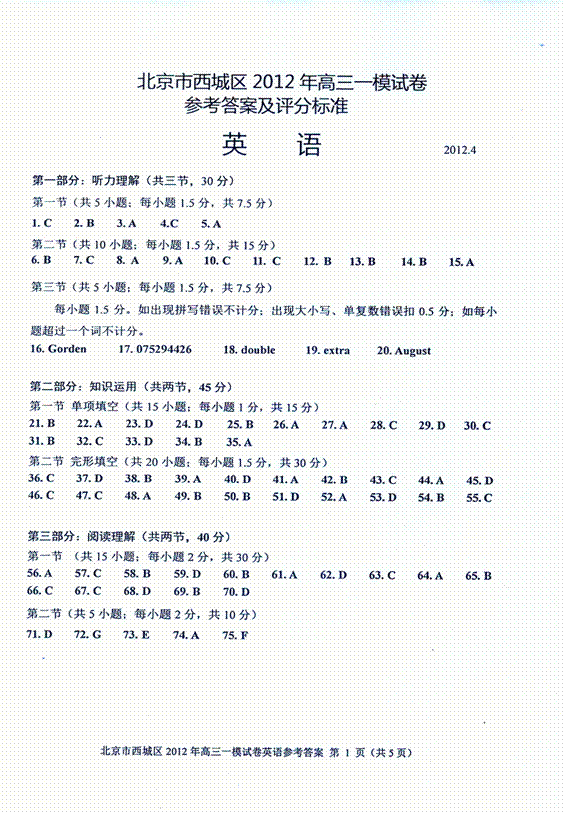 北京市西城区 2012 年高三一模试卷
参考答案及评分标准
英 语
2012.4
第一部分：听力理解（共三节，30 分）
第一节（共 5 小题；每小题 1.5 分，共 7.5 分）
1. C 2. B 3. A 4.C 5. A
第二节（共 10 小题；每小题 1.5 分，共 15 分）
6. B 7. C 8. A 9. A 10. C 11. C 12. B 13. B 14. B 15. A
第三节（共 5 小题；每小题 1.5 分，共 7.5 分）
每小题 1.5 分。如出现拼写错误不计分；出现大小写、单复数错误扣 0.5 分；如每小
题超过一个词不计分。
16. Gorden 17. 075294426 18. double 19. extra 20. August
第二部分：知识运用（共两节，45 分）
第一节 单项填空（共 15 小题；每小题 1 分，共 15 分）
21. B 22. A 23. D 24. D 25. B 26. A 27. A 28. C 29. D 30. C
31. B 32. C 33. D 34. B 35. A
第二节 完形填空（共 20 小题；每小题 1.5 分，共 30 分）
36. C 37. D 38. B 39. A 40. D 41. A 42. B 43. C 44. A 45. D
46. C 47. C 48. A 49. B 50. B 51. D 52. A 53. D 54. B 55. C
第三部分：阅读理解（共两节，40 分）
第一节 （共 15 小题；每小题 2 分，共 30 分）
56. A 57. C 58. B 59. D 60. B 61. A 62. D 63. C 64. A 65. B
66. C 67. C 68. D 69. B 70. D
第二节（共 5 小题；每小题 2 分，共 10 分）
71. D 72. G 73. E 74. A 75. F
北京市西城区 2012 年高三一模试卷英语参考答案 第 1 页（共 5 页）